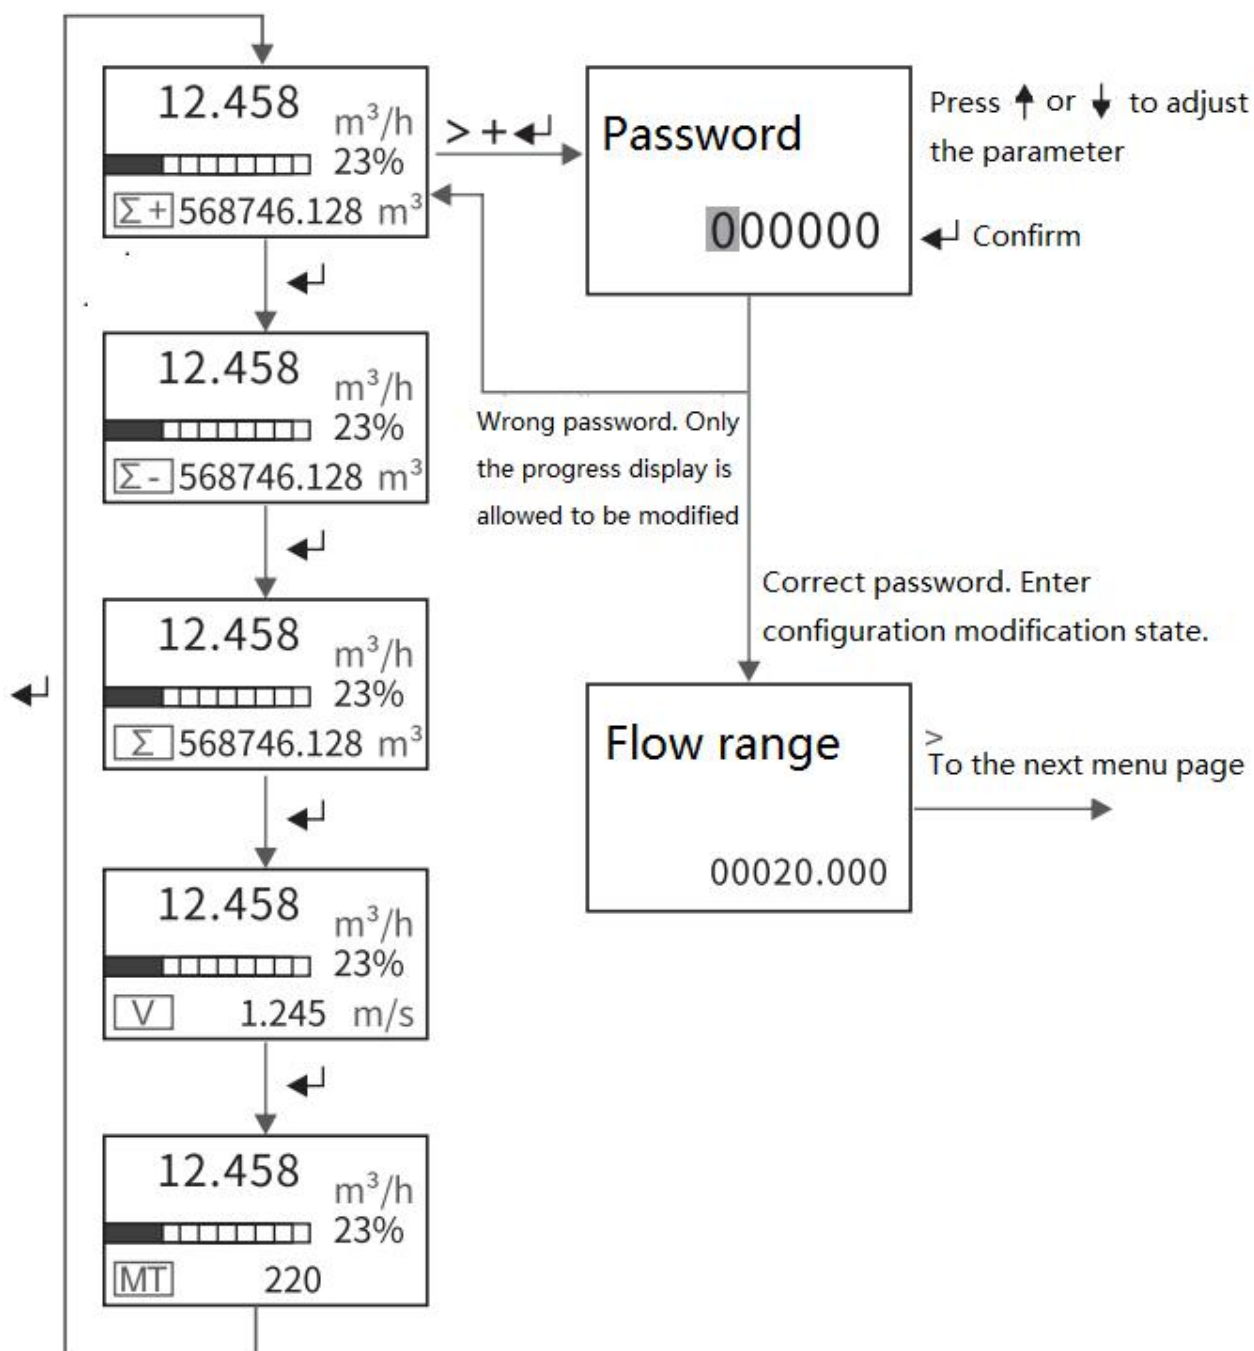 12.458
m³/h
23%
Σ+ 568746.128 m³
> + ↵
Password
000000
Press ↑ or ↓ to adjust
the parameter
↵ Confirm
↵
12.458
m³/h
23%
Σ- 568746.128 m³
Wrong password. Only
the progress display is
allowed to be modified
↵
Correct password. Enter
configuration modification state.
12.458
m³/h
23%
Σ 568746.128 m³
↵
Flow range
00020.000
>
To the next menu page
↵
12.458
m³/h
23%
V 1.245 m/s
↵
12.458
m³/h
23%
MT 220